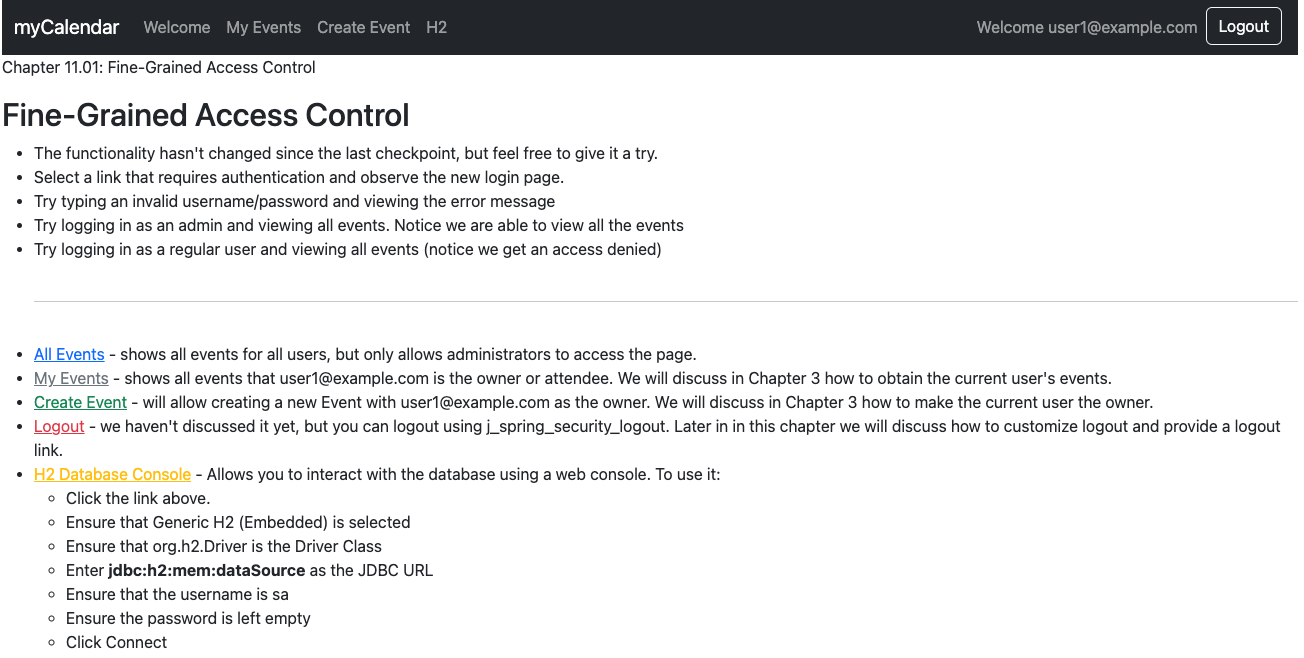 myCalendar Welcome My Events Create Event H2 Welcome user1@example.com Logout
Chapter 11.01: Fine-Grained Access Control
Fine-Grained Access Control
• The functionality hasn't changed since the last checkpoint, but feel free to give it a try.
• Select a link that requires authentication and observe the new login page.
• Try typing an invalid username/password and viewing the error message
• Try logging in as an admin and viewing all events. Notice we are able to view all the events
• Try logging in as a regular user and viewing all events (notice we get an access denied)
• All Events - shows all events for all users, but only allows administrators to access the page.
• My Events - shows all events that user1@example.com is the owner or attendee. We will discuss in Chapter 3 how to obtain the current user's events.
• Create Event - will allow creating a new Event with user1@example.com as the owner. We will discuss in Chapter 3 how to make the current user the owner.
• Logout - we haven't discussed it yet, but you can logout using j_spring_security_logout. Later in in this chapter we will discuss how to customize logout and provide a logout
link.
• H2 Database Console - Allows you to interact with the database using a web console. To use it:
◦ Click the link above.
◦ Ensure that Generic H2 (Embedded) is selected
◦ Ensure that org.h2.Driver is the Driver Class
◦ Enter jdbc:h2:mem:dataSource as the JDBC URL
◦ Ensure that the username is sa
◦ Ensure the password is left empty
◦ Click Connect